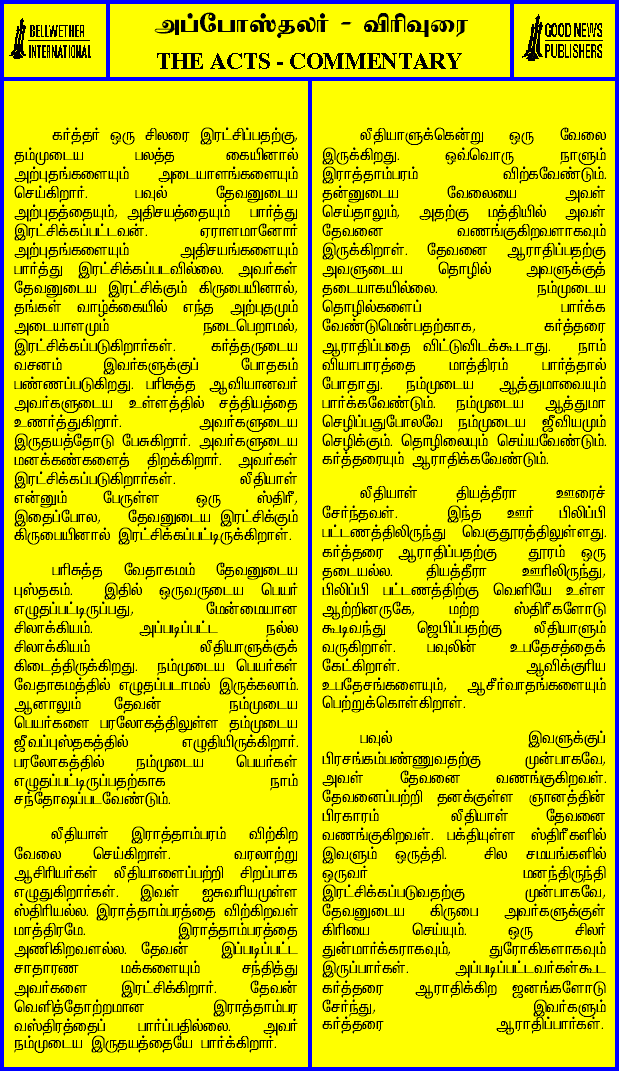 BELLWETHER
INTERNATIONAL
அப்போஸ்தலர் - விரிவுரை
THE ACTS - COMMENTARY
GOOD NEWS
PUBLISHERS
கர்த்தர் ஒரு சிலரை இரட்சிப்பதற்கு,
தம்முடைய பலத்த கையினால்
அற்புதங்களையும் அடையாளங்களையும்
செய்கிறார். பவுல் தேவனுடைய
அற்புதத்தையும், அதிசயத்தையும் பார்த்து
இரட்சிக்கப்பட்டவன். ஏராளமானோர்
அற்புதங்களையும் அதிசயங்களையும்
பார்த்து இரட்சிக்கப்படவில்லை. அவர்கள்
தேவனுடைய இரட்சிக்கும் கிருபையினால்,
தங்கள் வாழ்க்கையில் எந்த அற்புதமும்
அடையாளமும் நடைபெறாமல்,
இரட்சிக்கப்படுகிறார்கள். கர்த்தருடைய
வசனம் இவர்களுக்குப் போதகம்
பண்ணப்படுகிறது. பரிசுத்த ஆவியானவர்
அவர்களுடைய உள்ளத்தில் சத்தியத்தை
உணர்த்துகிறார். அவர்களுடைய
இருதயத்தோடு பேசுகிறார். அவர்களுடைய
மனக்கண்களைத் திறக்கிறார். அவர்கள்
இரட்சிக்கப்படுகிறார்கள். லீதியாள்
என்னும் பேருள்ள ஒரு ஸ்திரீ,
இதைப்போல, தேவனுடைய இரட்சிக்கும்
கிருபையினால் இரட்சிக்கப்பட்டிருக்கிறாள்.
பரிசுத்த வேதாகமம் தேவனுடைய
புஸ்தகம். இதில் ஒருவருடைய பெயர்
எழுதப்பட்டிருப்பது, மேன்மையான
சிலாக்கியம். அப்படிப்பட்ட நல்ல
சிலாக்கியம் லீதியாளுக்குக்
கிடைத்திருக்கிறது. நம்முடைய பெயர்கள்
வேதாகமத்தில் எழுதப்படாமல் இருக்கலாம்.
ஆனாலும் தேவன் நம்முடைய
பெயர்களை பரலோகத்திலுள்ள தம்முடைய
ஜீவப்புஸ்தகத்தில் எழுதியிருக்கிறார்.
பரலோகத்தில் நம்முடைய பெயர்கள்
எழுதப்பட்டிருப்பதற்காக நாம்
சந்தோஷப்படவேண்டும்.
லீதியாள் இரத்தாம்பரம் விற்கிற
வேலை செய்கிறாள். வரலாற்று
ஆசிரியர்கள் லீதியாளைப்பற்றி சிறப்பாக
எழுதுகிறார்கள். இவள் ஐசுவரியமுள்ள
ஸ்திரியல்ல. இராத்தாம்பரத்தை விற்கிறவள்
மாத்திரமே. இராத்தாம்பரத்தை
அணிகிறவளல்ல. தேவன் இப்படிப்பட்ட
சாதாரண மக்களையும் சந்தித்து
அவர்களை இரட்சிக்கிறார். தேவன்
வெளித்தோற்றமான இராத்தாம்பர
வஸ்திரத்தைப் பார்ப்பதில்லை. அவர்
நம்முடைய இருதயத்தையே பார்க்கிறார்.
லீதியாளுக்கென்று ஒரு வேலை
இருக்கிறது. ஒவ்வொரு நாளும்
இராத்தாம்பரம் விற்கவேண்டும்.
தன்னுடைய வேலையை அவள்
செய்தாலும், அதற்கு மத்தியில் அவள்
தேவனை வணங்குகிறவளாகவும்
இருக்கிறாள். தேவனை ஆராதிப்பதற்கு
அவளுடைய தொழில் அவளுக்குத்
தடையாகயில்லை. நம்முடைய
தொழில்களைப் பார்க்க
வேண்டுமென்பதற்காக, கர்த்தரை
ஆராதிப்பதை விட்டுவிடக்கூடாது. நாம்
வியாபாரத்தை மாத்திரம் பார்த்தால்
போதாது. நம்முடைய ஆத்துமாவையும்
பார்க்கவேண்டும். நம்முடைய ஆத்துமா
செழிப்பதுபோலவே நம்முடைய ஜீவியமும்
செழிக்கும். தொழிலையும் செய்யவேண்டும்.
கர்த்தரையும் ஆராதிக்கவேண்டும்.
லீதியாள் தியத்தீரா ஊரைச்
சேர்ந்தவள். இந்த ஊர் பிலிப்பி
பட்டணத்திலிருந்து வெகுதூரத்திலுள்ளது.
கர்த்தரை ஆராதிப்பதற்கு தூரம் ஒரு
தடையல்ல. தியத்தீரா ஊரிலிருந்து,
பிலிப்பி பட்டணத்திற்கு வெளியே உள்ள
ஆற்றினருகே, மற்ற ஸ்திரீகளோடு
கூடிவந்து ஜெபிப்பதற்கு லீதியாளும்
வருகிறாள். பவுலின் உபதேசத்தைக்
கேட்கிறாள். ஆவிக்குரிய
உபதேசங்களையும், ஆசீர்வாதங்களையும்
பெற்றுக்கொள்கிறாள்.
பவுல் இவளுக்குப்
பிரசங்கம்பண்ணுவதற்கு முன்பாகவே,
அவள் தேவனை வணங்குகிறவள்.
தேவனைப்பற்றி தனக்குள்ள ஞானத்தின்
பிரகாரம் லீதியாள் தேவனை
வணங்குகிறவள். பக்தியுள்ள ஸ்திரீகளில்
இவளும் ஒருத்தி. சில சமயங்களில்
ஒருவர் மனந்திருந்தி
இரட்சிக்கப்படுவதற்கு முன்பாகவே,
தேவனுடைய கிருபை அவர்களுக்குள்
கிரியை செய்யும். ஒரு சிலர்
துன்மார்க்கராகவும், துரோகிகளாகவும்
இருப்பார்கள். அப்படிப்பட்டவர்கள்கூட
கர்த்தரை ஆராதிக்கிற ஜனங்களோடு
சேர்ந்து, இவர்களும்
கர்த்தரை ஆராதிப்பார்கள்.